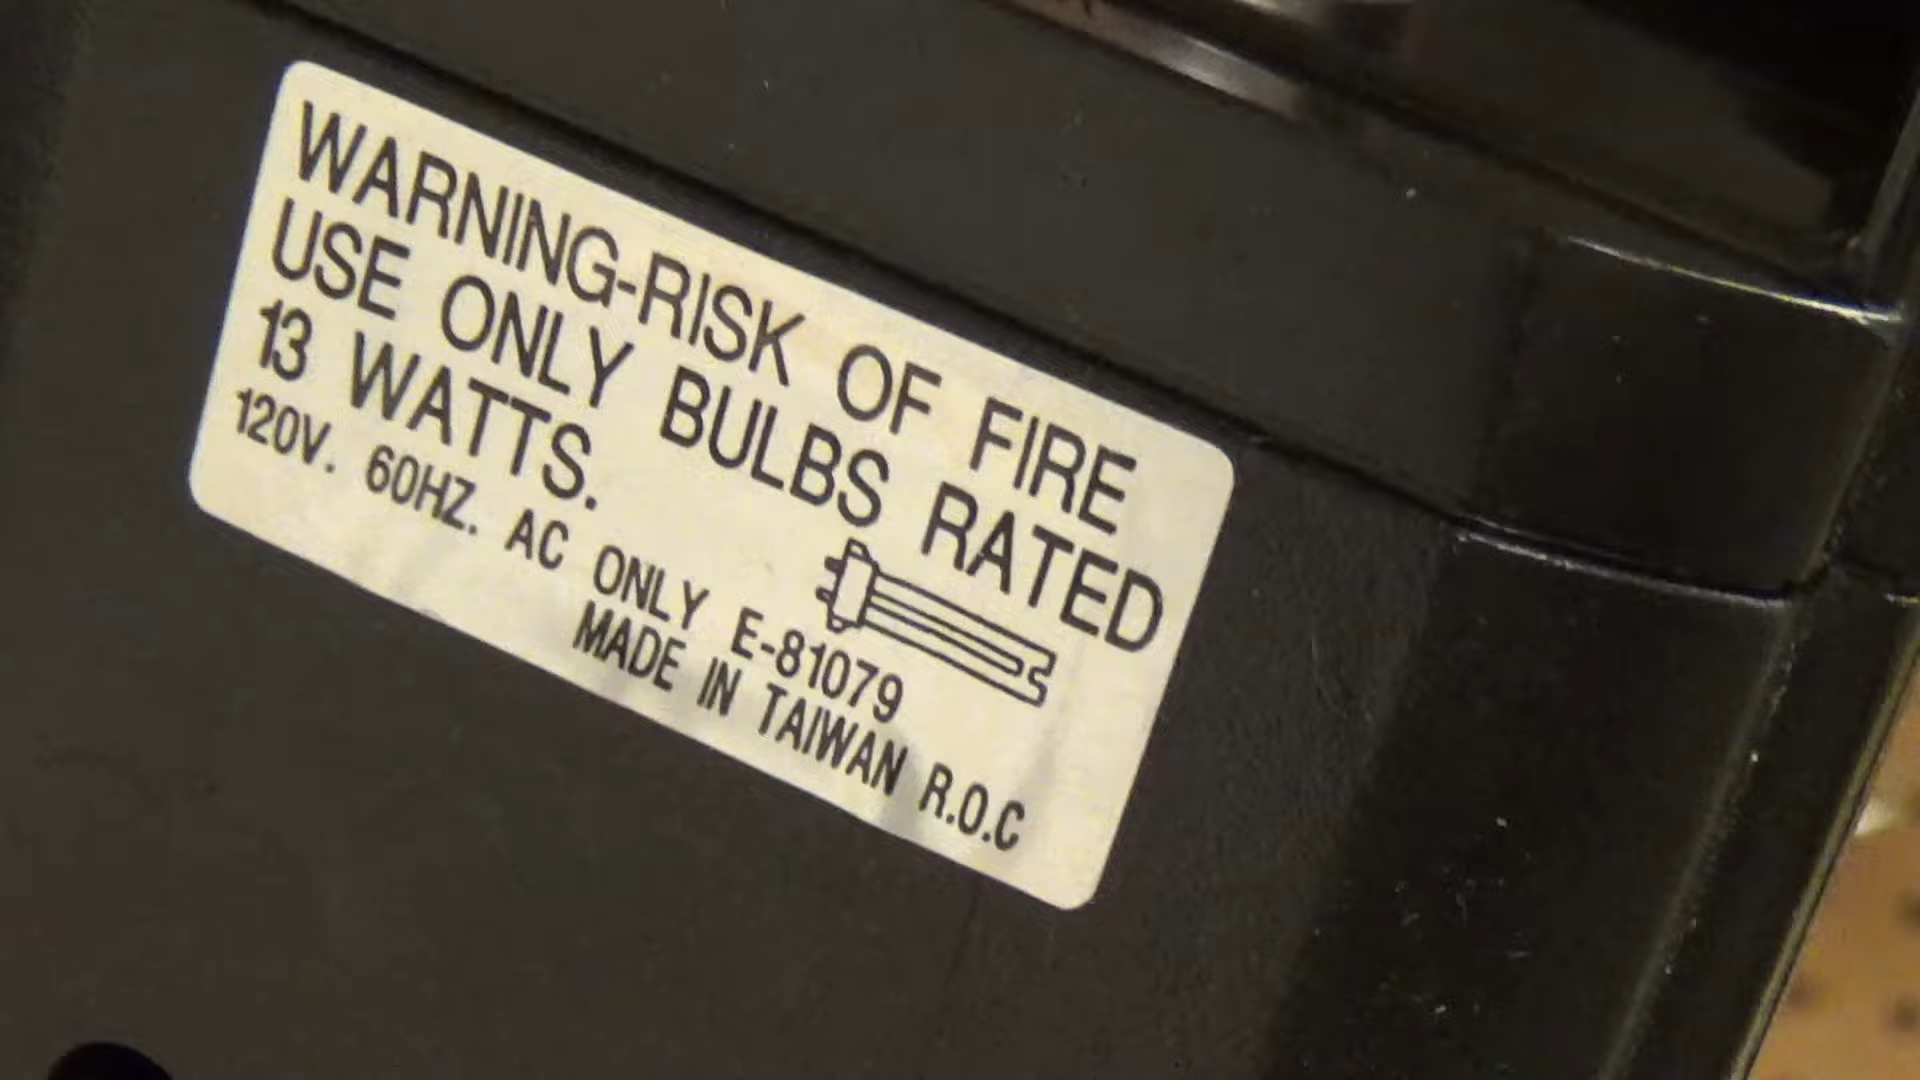 WARNING-RISK OF FIRE
USE ONLY BULBS RATED
13 WATTS.
120V. 60HZ. AC ONLY E-81079
MADE IN TAIWAN R.O.C